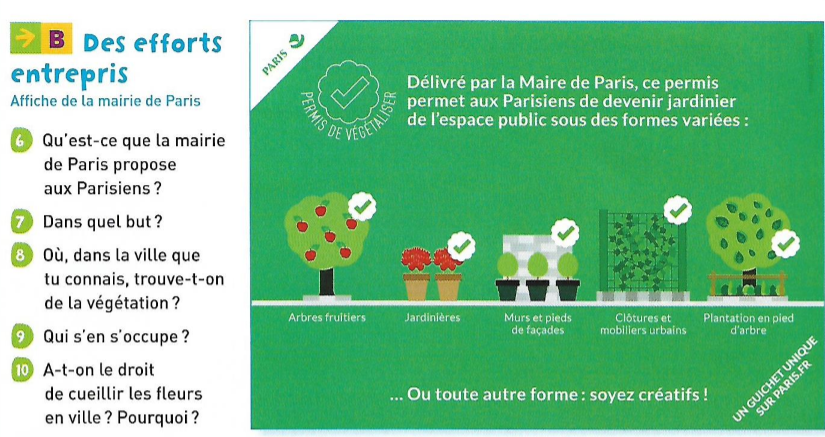 B Des efforts
entrepris
Affiche de la mairie de Paris
6 Qu'est-ce que la mairie
de Paris propose
aux Parisiens ?
7 Dans quel but ?
8 Où, dans la ville que
tu connais, trouve-t-on
de la végétation ?
9 Qui s'en s'occupe ?
10 A-t-on le droit
de cueillir les fleurs
en ville ? Pourquoi ?
PARIS
PERMIS DE VÉGÉTALISER
Délivré par la Maire de Paris, ce permis
permet aux Parisiens de devenir jardinier
de l'espace public sous des formes variées :
Arbres fruitiers
Jardinières
Murs et pieds
de façades
Clôtures et
mobiliers urbains
Plantation en pied
d'arbre
... Ou toute autre forme : soyez créatifs !
UN GUICHET UNIQUE
SUR PARIS.FR